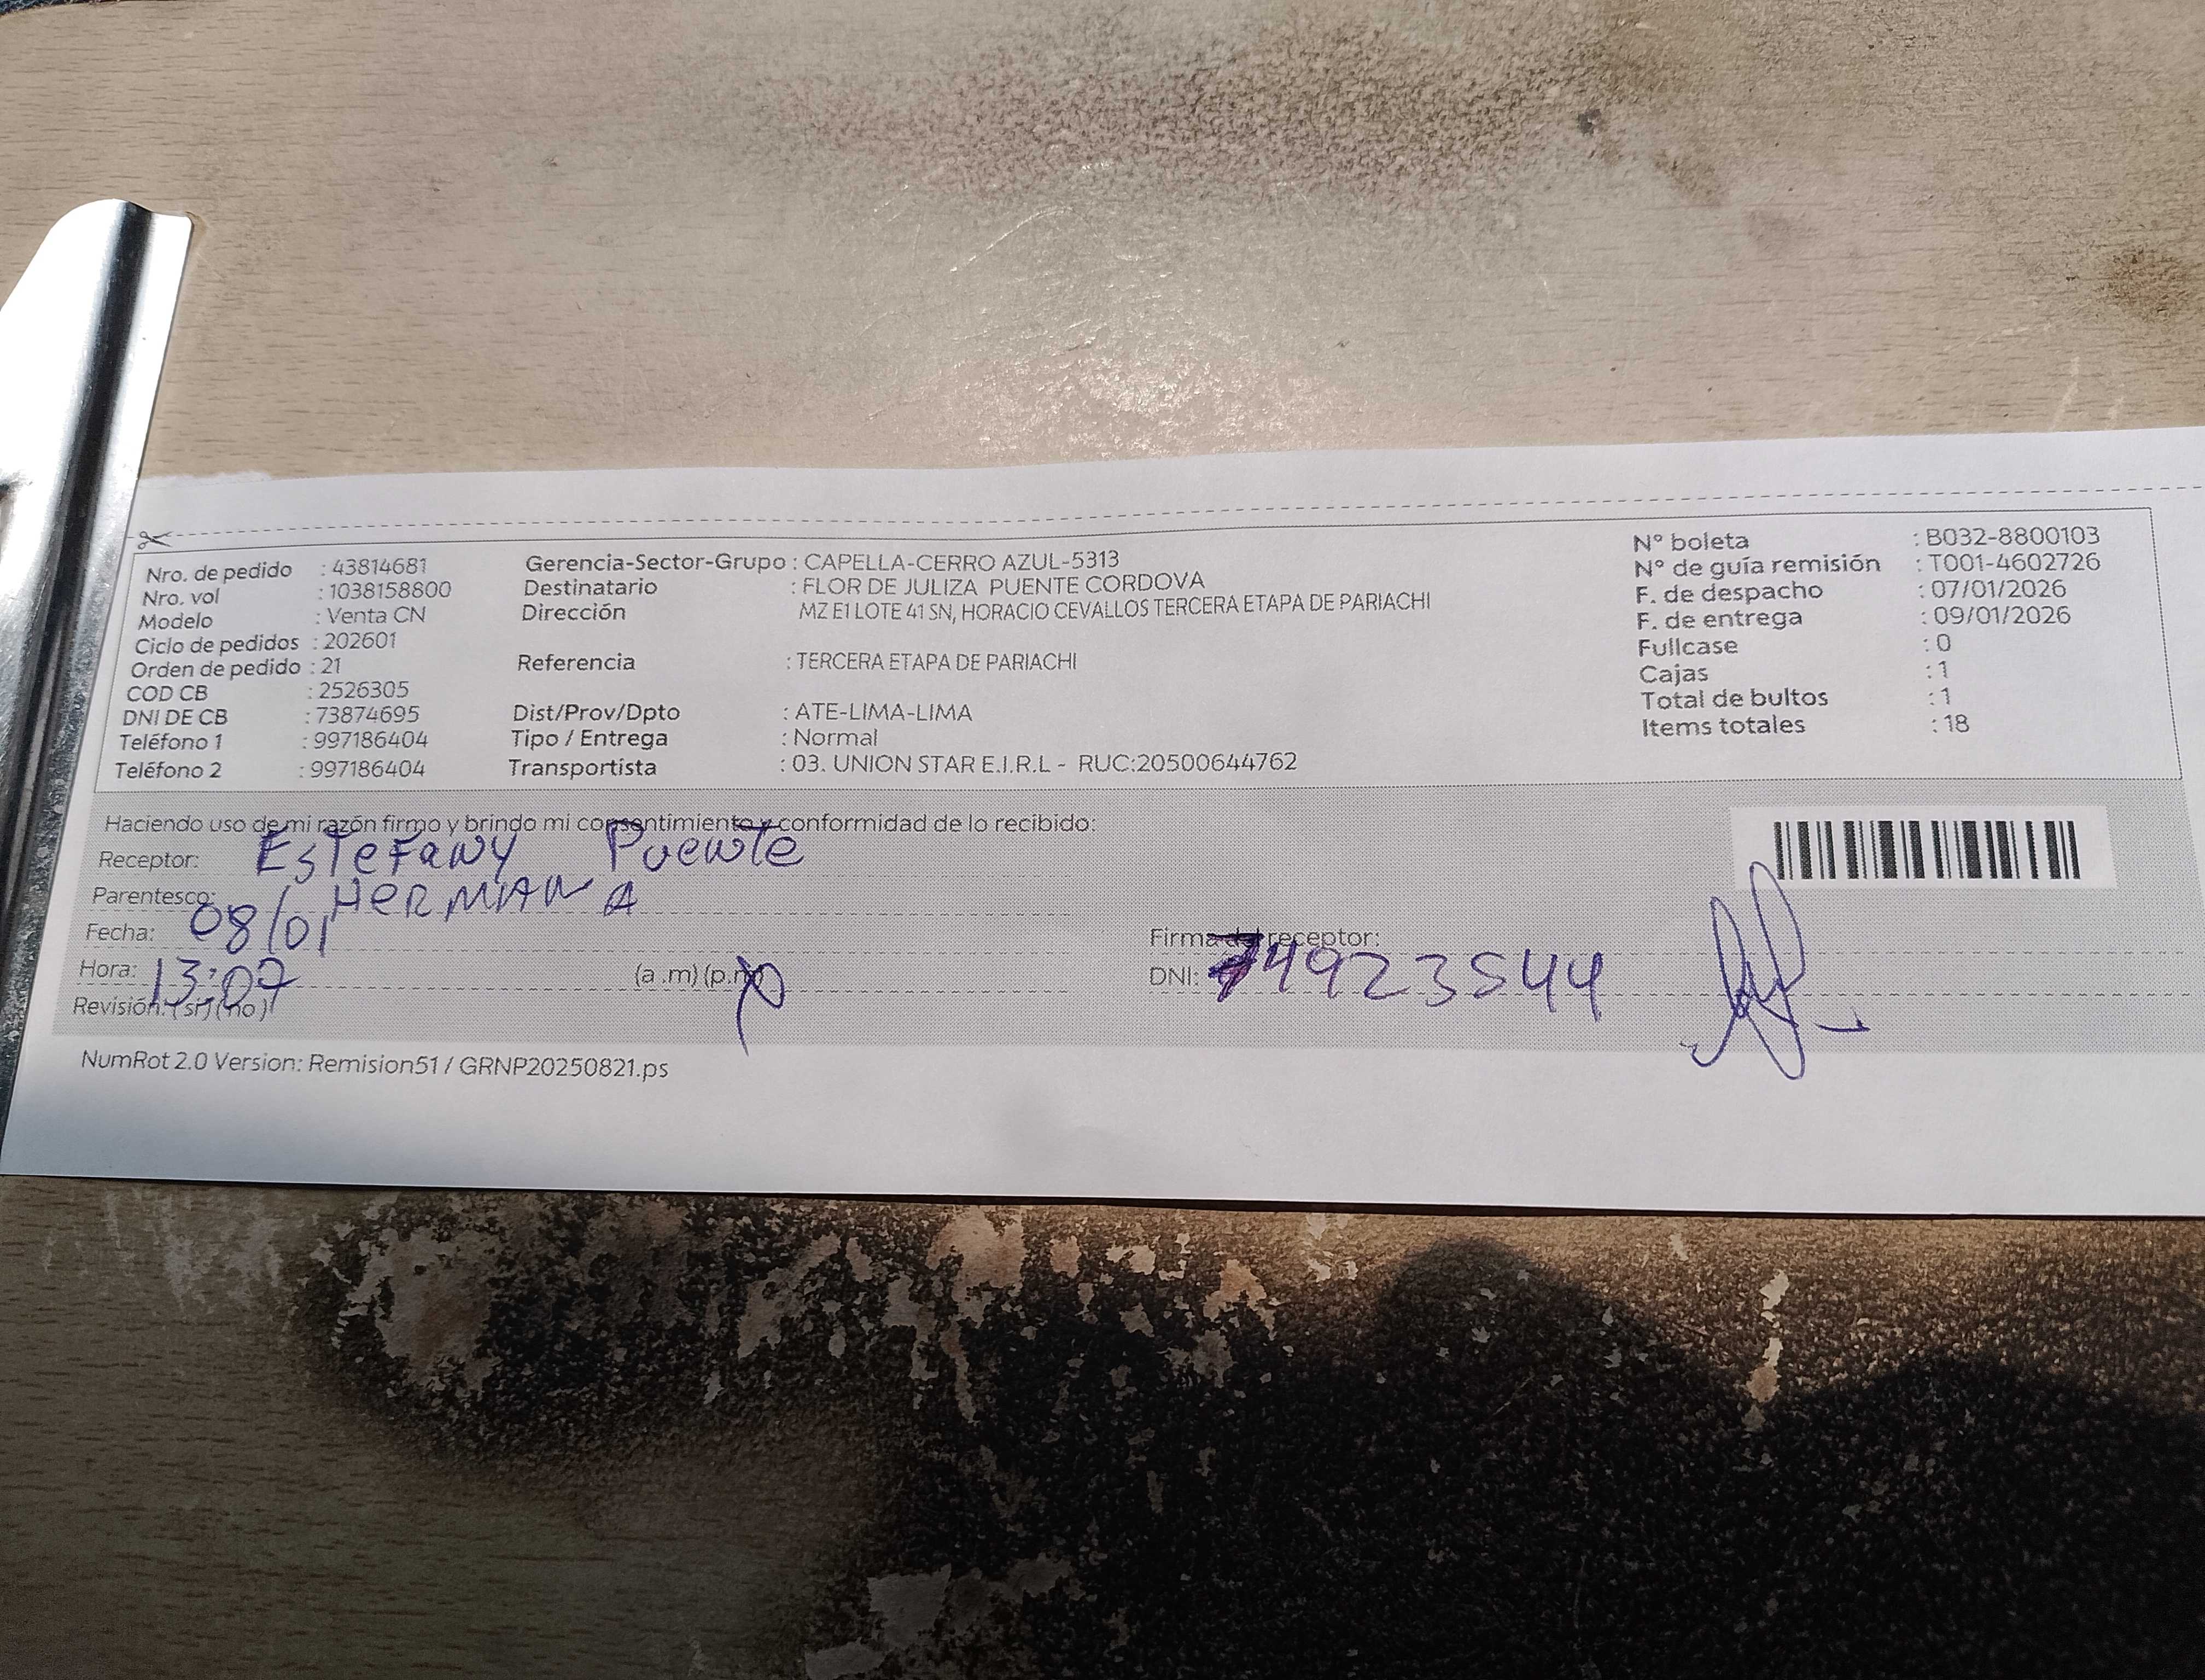 Nro. de pedido : 43814681
Nro. vol : 1038158800
Modelo : Venta CN
Ciclo de pedidos : 202601
Orden de pedido : 21
COD CB : 2526305
DNI DE CB : 73874695
Teléfono 1 : 997186404
Teléfono 2 : 997186404
Gerencia-Sector-Grupo : CAPELLA-CERRO AZUL-5313
Destinatario : FLOR DE JULIZA PUENTE CORDOVA
Dirección MZ E1 LOTE 41 SN, HORACIO CEVALLOS TERCERA ETAPA DE PARIACHI
Referencia : TERCERA ETAPA DE PARIACHI
Dist/Prov/Dpto : ATE-LIMA-LIMA
Tipo / Entrega : Normal
Transportista : 03. UNION STAR E.I.R.L - RUC:20500644762
N° boleta : B032-8800103
N° de guía remisión : T001-4602726
F. de despacho : 07/01/2026
F. de entrega : 09/01/2026
Fullcase : 0
Cajas : 1
Total de bultos : 1
Items totales : 18
Haciendo uso de mi razón firmo y brindo mi consentimiento y conformidad de lo recibido:
Receptor: EsTeFaNy Puente
Parentesco: HERMANA
Fecha: 08/01
Hora: 13:07 (a .m) (p.m)
Revisión: (si) (no)
Firma del receptor:
DNI: 74923544
NumRot 2.0 Version: Remision51 / GRNP20250821.ps